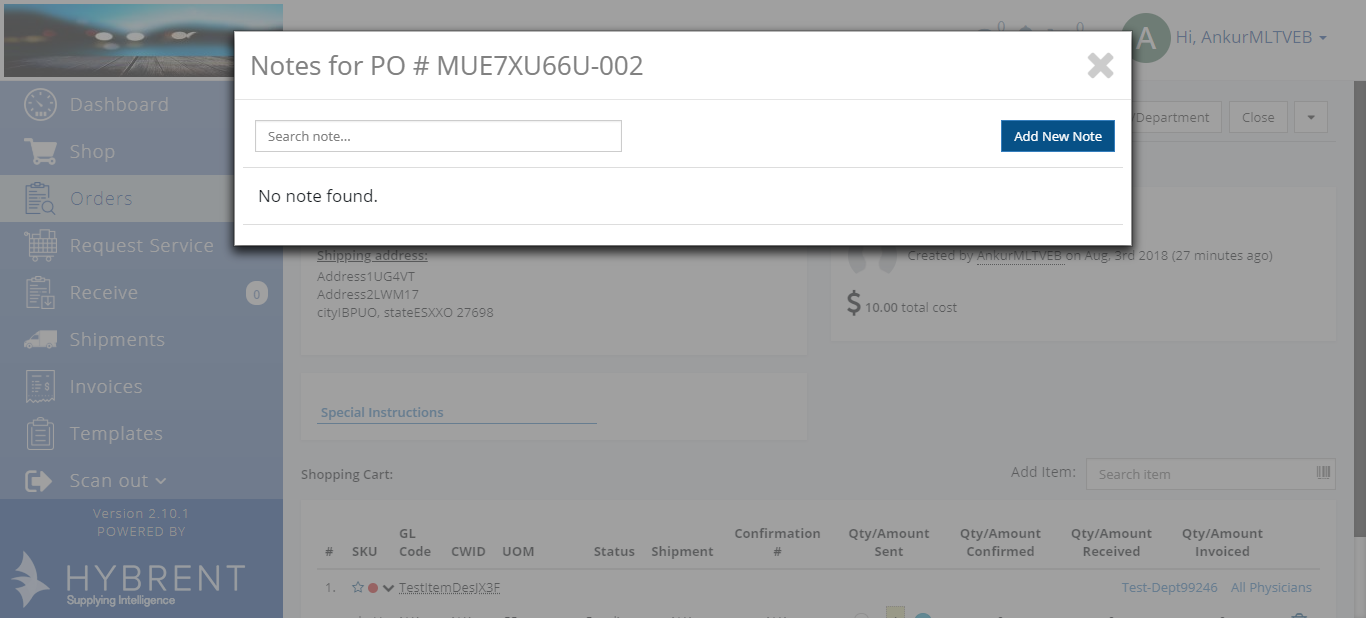 0
0
A
Hi, AnkurMLTVEB
Notes for PO # MUE7XU66U-002
Add New Note
Search note...
No note found.
/Department
Close
Dashboard
Shop
Orders
Request Service
Receive
0
Shipments
Invoices
Templates
Scan out
Version 2.10.1
POWERED BY
HYBRENT
Supplying Intelligence
Shipping address:
Address1UG4VT
Address2LWM17
cityIBPUO, stateESXXO 27698
Created by AnkurMLTVEB on Aug, 3rd 2018 (27 minutes ago)
$ 10.00 total cost
Special Instructions
Shopping Cart:
Add Item:
Search item
# SKU GL Code CWID UOM Status Shipment Confirmation # Qty/Amount Sent Qty/Amount Confirmed Qty/Amount Received Qty/Amount Invoiced
1. TestitemDesJX3F Test-Dept99246 All Physicians